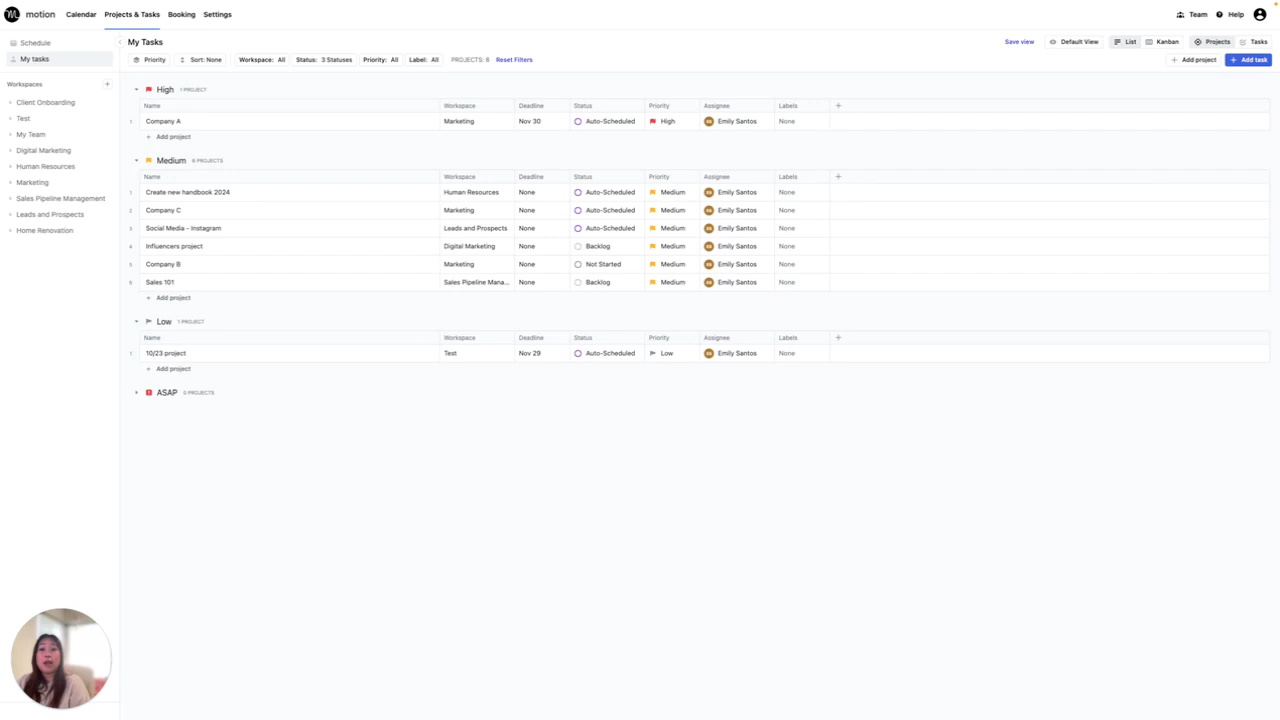 motion Calendar Projects & Tasks Booking Settings Team Help
Schedule
My tasks
Workspaces
Client Onboarding
Test
My Team
Digital Marketing
Human Resources
Marketing
Sales Pipeline Management
Leads and Prospects
Home Renovation
My Tasks Save view Default View List Kanban Projects Tasks
Priority Sort: None Workspace: All Status: 3 Statuses Priority: All Label: All PROJECTS: 8 Reset Filters + Add project + Add task
High 1 PROJECT
Name Workspace Deadline Status Priority Assignee Labels +
1 Company A Marketing Nov 30 Auto-Scheduled High ES Emily Santos None
+ Add project
Medium 6 PROJECTS
Name Workspace Deadline Status Priority Assignee Labels +
1 Create new handbook 2024 Human Resources None Auto-Scheduled Medium ES Emily Santos None
2 Company C Marketing None Auto-Scheduled Medium ES Emily Santos None
3 Social Media - Instagram Leads and Prospects None Auto-Scheduled Medium ES Emily Santos None
4 Influencers project Digital Marketing None Backlog Medium ES Emily Santos None
5 Company B Marketing None Not Started Medium ES Emily Santos None
6 Sales 101 Sales Pipeline Mana... None Backlog Medium ES Emily Santos None
+ Add project
Low 1 PROJECT
Name Workspace Deadline Status Priority Assignee Labels +
1 10/23 project Test Nov 29 Auto-Scheduled Low ES Emily Santos None
+ Add project
ASAP 0 PROJECTS